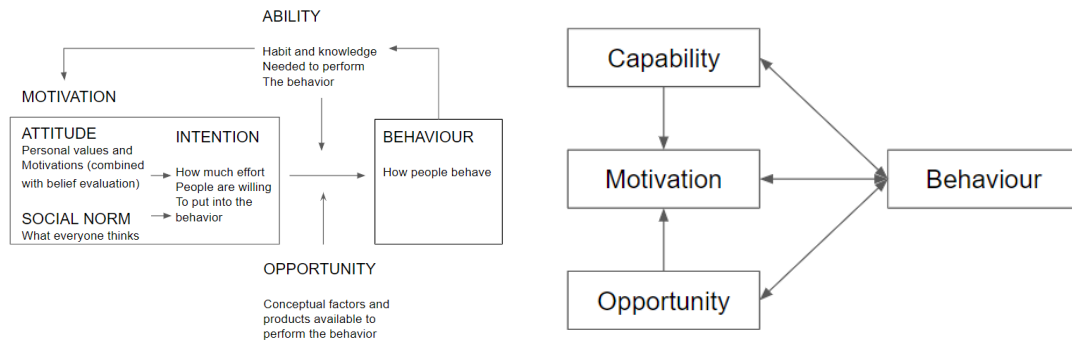 ABILITY
Habit and knowledge
Needed to perform
The behavior
MOTIVATION
ATTITUDE
Personal values and
Motivations (combined
with belief evaluation)
SOCIAL NORM
What everyone thinks
INTENTION
How much effort
People are willing
To put into the
behavior
BEHAVIOUR
How people behave
OPPORTUNITY
Conceptual factors and
products available to
perform the behavior
Capability
Motivation
Opportunity
Behaviour